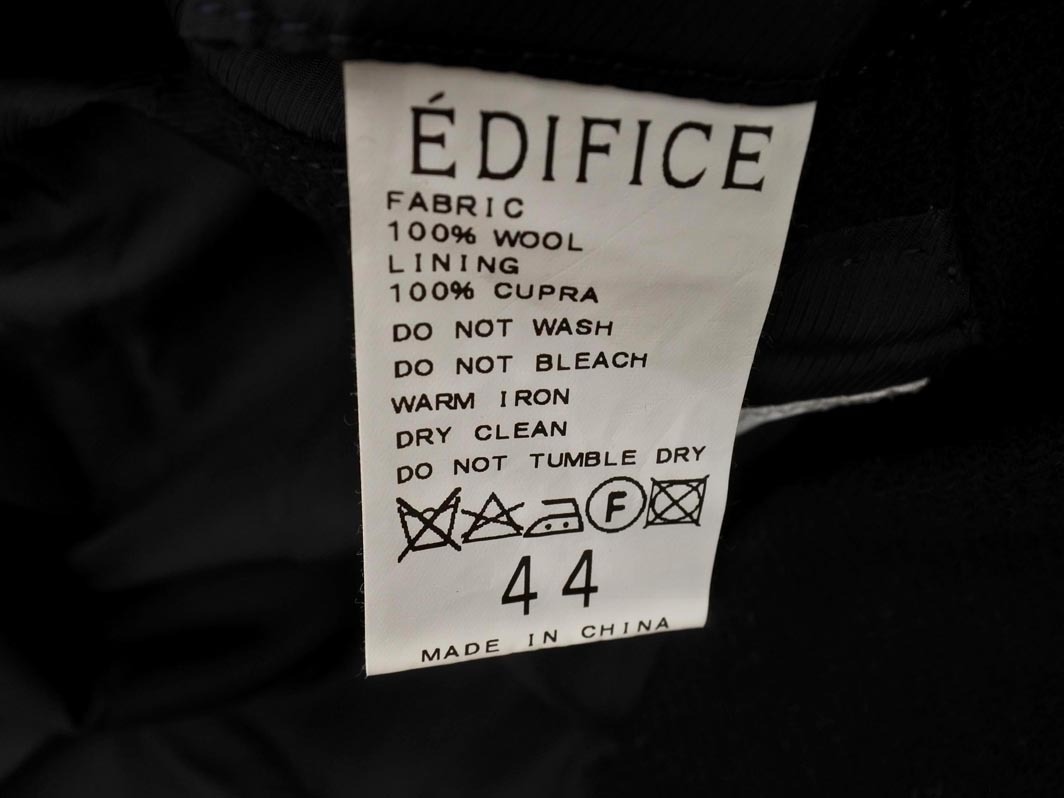 ÉDIFICE
FABRIC
100% WOOL
LINING
100% CUPRA
DO NOT WASH
DO NOT BLEACH
WARM IRON
DRY CLEAN
DO NOT TUMBLE DRY
F
44
MADE IN CHINA